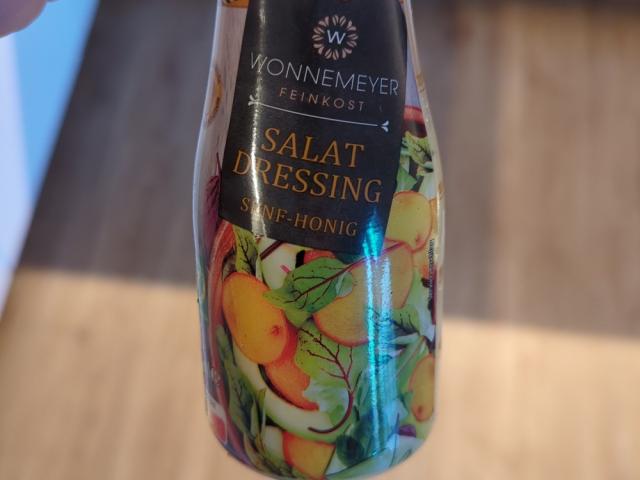 W
WONNEMEYER
FEINKOST
SALAT
DRESSING
SENF-HONIG